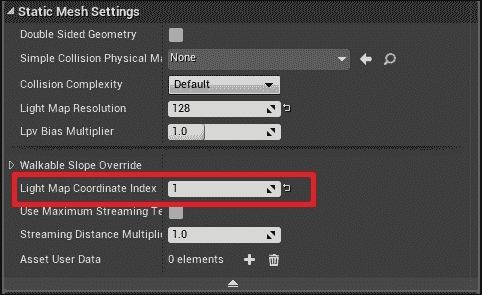 Static Mesh Settings
Double Sided Geometry
Simple Collision Physical Ma None
Collision Complexity Default
Light Map Resolution 128
Lpv Bias Multiplier 1.0
Walkable Slope Override
Light Map Coordinate Index 1
Use Maximum Streaming Te
Streaming Distance Multiplie 1.0
Asset User Data 0 elements